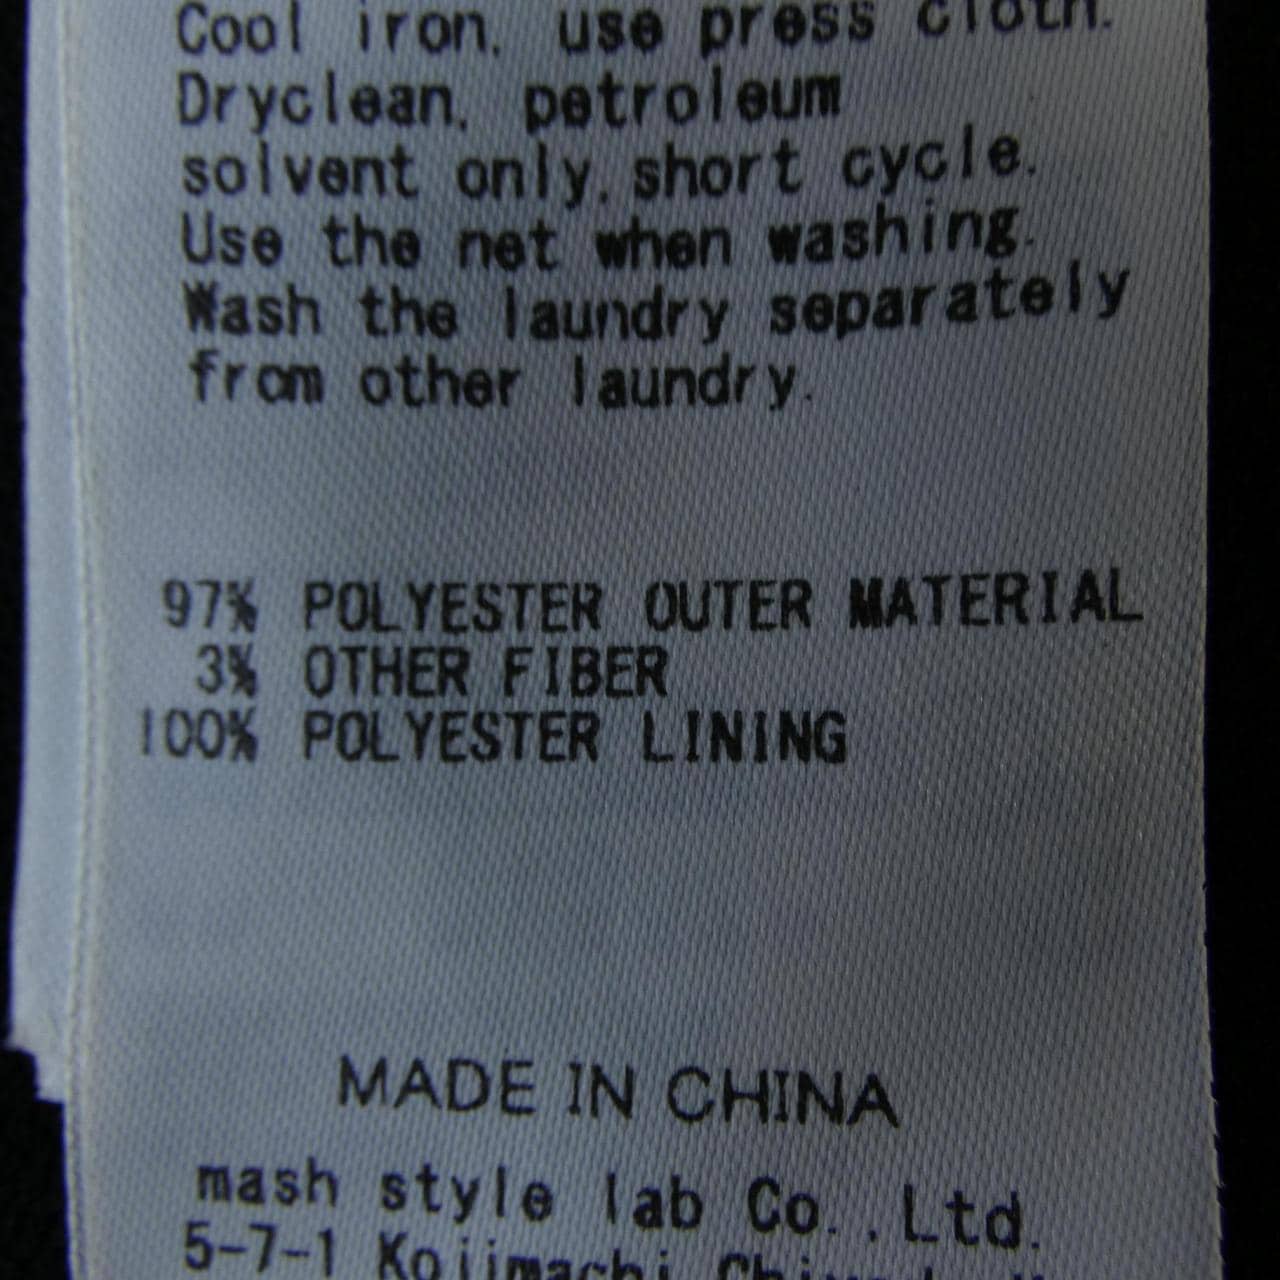 Cool iron, use press cloth.
Dryclean, petroleum
solvent only, short cycle.
Use the net when washing.
Wash the laundry separately
from other laundry.
97% POLYESTER OUTER MATERIAL
3% OTHER FIBER
100% POLYESTER LINING
MADE IN CHINA
mash style lab Co.,Ltd.
5-7-1 Kojimachi